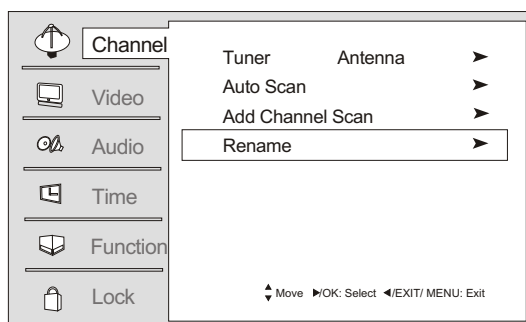 Channel
Video
Audio
Time
Function
Lock
Tuner Antenna
Auto Scan
Add Channel Scan
Rename
Move /OK: Select /EXIT/ MENU: Exit